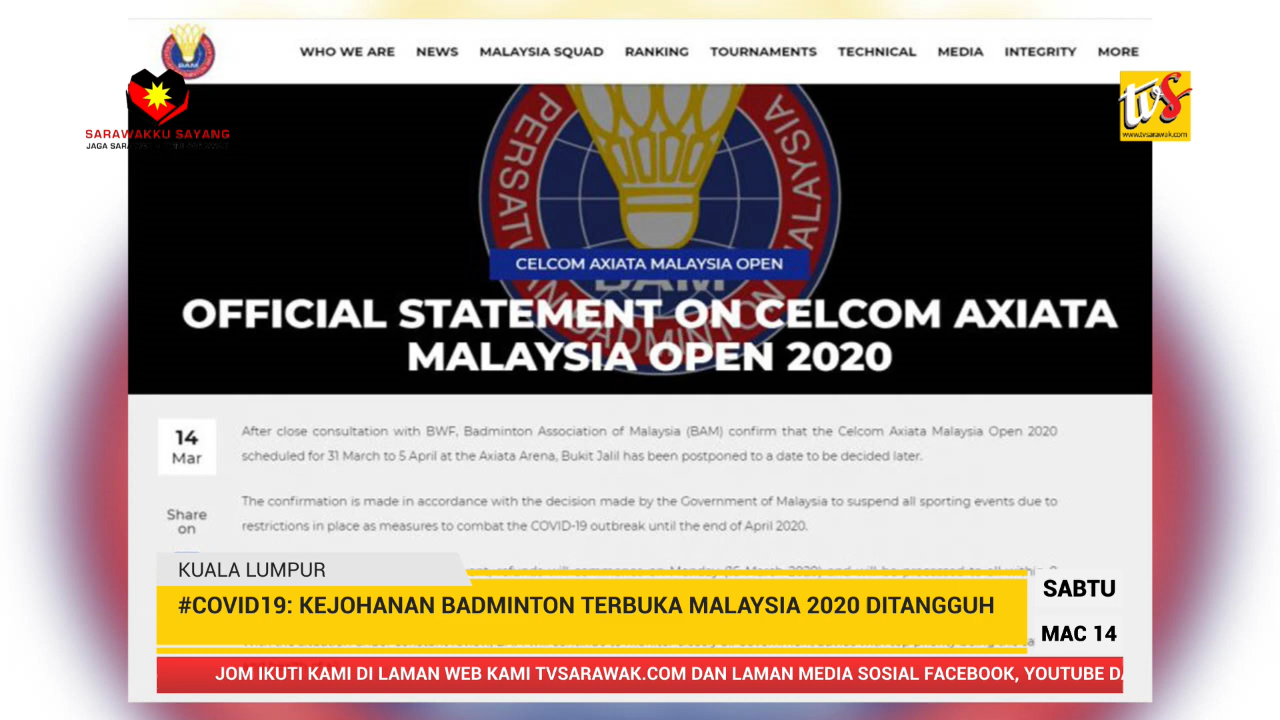 WHO WE ARE NEWS MALAYSIA SQUAD RANKING TOURNAMENTS TECHNICAL MEDIA INTEGRITY MORE
BAM
SARAWAKKU SAYANG
tvS
www.tvsarawak.com
CELCOM AXIATA MALAYSIA OPEN
OFFICIAL STATEMENT ON CELCOM AXIATA
MALAYSIA OPEN 2020
14
Mar
After close consultation with BWF, Badminton Association of Malaysia (BAM) confirm that the Celcom Axiata Malaysia Open 2020
scheduled for 31 March to 5 April at the Axiata Arena, Bukit Jalil has been postponed to a date to be decided later.
The confirmation is made in accordance with the decision made by the Government of Malaysia to suspend all sporting events due to
restrictions in place as measures to combat the COVID-19 outbreak until the end of April 2020.
Share
on
KUALA LUMPUR
#COVID19: KEJOHANAN BADMINTON TERBUKA MALAYSIA 2020 DITANGGUH
SABTU
MAC 14
JOM IKUTI KAMI DI LAMAN WEB KAMI TVSARAWAK.COM DAN LAMAN MEDIA SOSIAL FACEBOOK, YOUTUBE